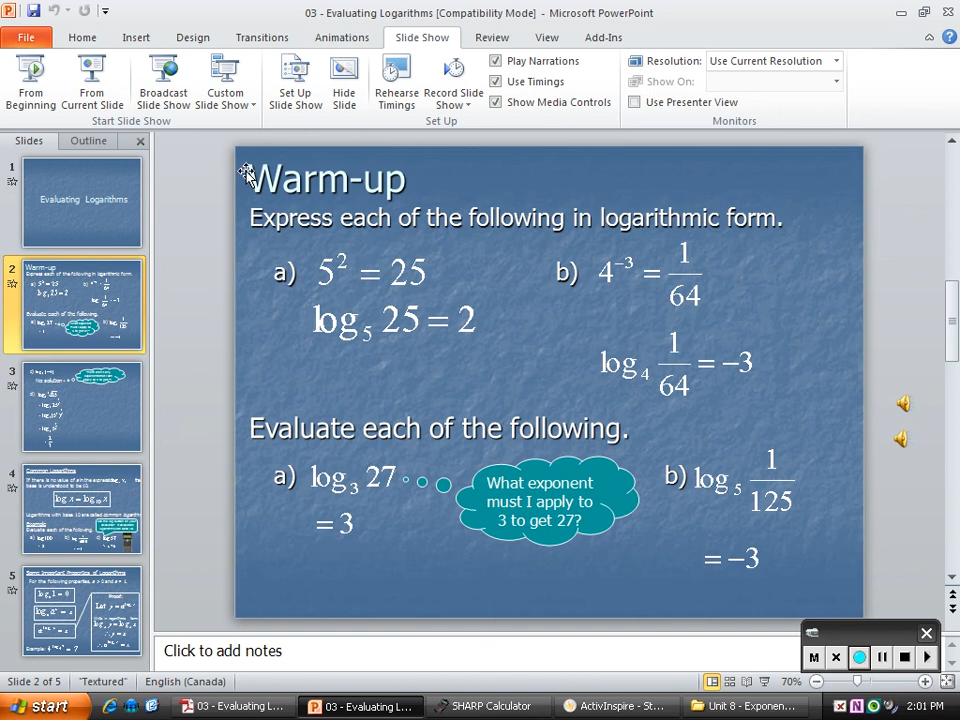 03 - Evaluating Logarithms [Compatibility Mode] - Microsoft PowerPoint
File Home Insert Design Transitions Animations Slide Show Review View Add-Ins
From Beginning
From Current Slide
Broadcast Slide Show
Custom Slide Show
Set Up Slide Show
Hide Slide
Rehearse Timings
Record Slide Show
Play Narrations
Use Timings
Show Media Controls
Resolution: Use Current Resolution
Show On:
Use Presenter View
Start Slide Show
Set Up
Monitors
Slides Outline
1
Evaluating Logarithms
2
3
4
5
Warm-up
Express each of the following in logarithmic form.
a) 5² = 25
b) 4⁻³ = 1/64
log₅ 25 = 2
log₄ 1/64 = −3
Evaluate each of the following.
a) log₃ 27
What exponent
must I apply to
3 to get 27?
b) log₅ 1/125
= 3
= −3
Click to add notes
M
Slide 2 of 5 "Textured" English (Canada) 70%
start 03 - Evaluating L... 03 - Evaluating Lo... SHARP Calculator ActivInspire - St... Unit 8 - Exponen... 2:01 PM